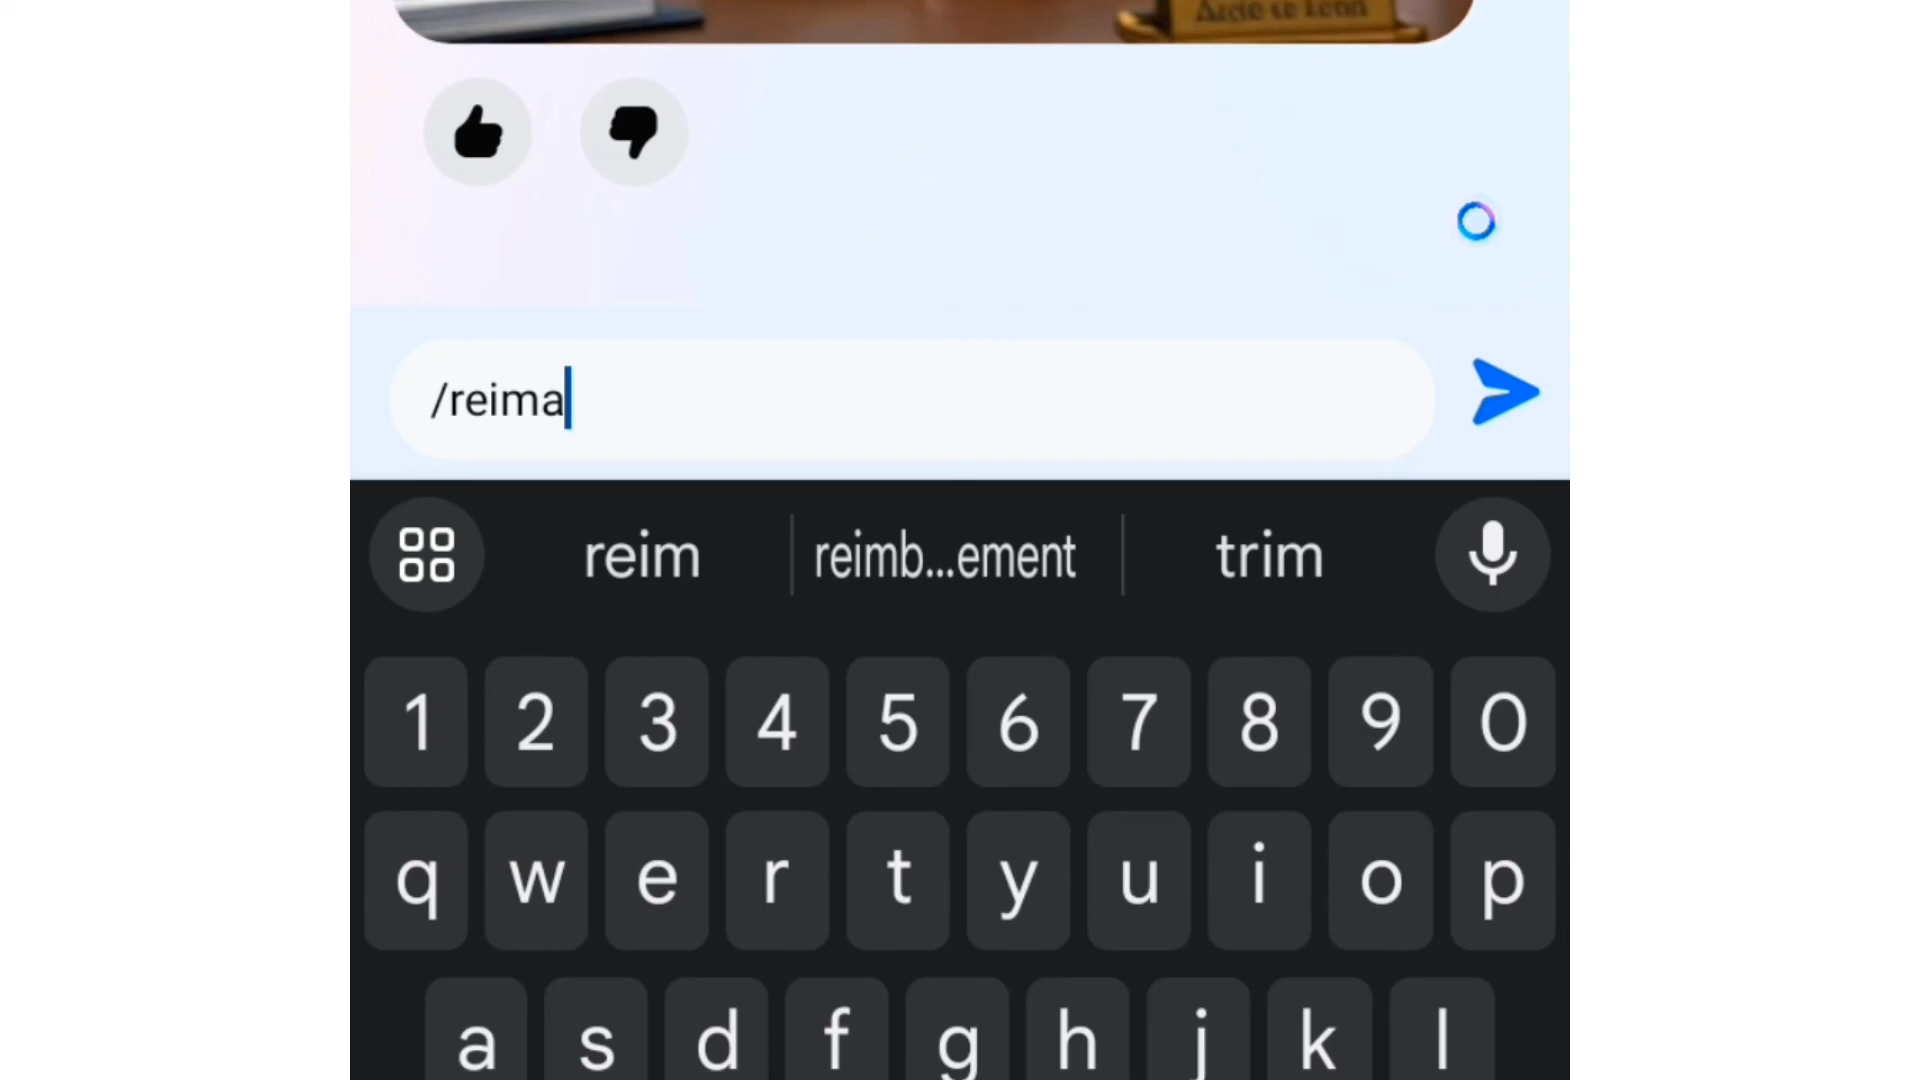 /reima
reim
reimb...ement
trim
1 2 3 4 5 6 7 8 9 0
q w e r t y u i o p
a s d f g h j k l